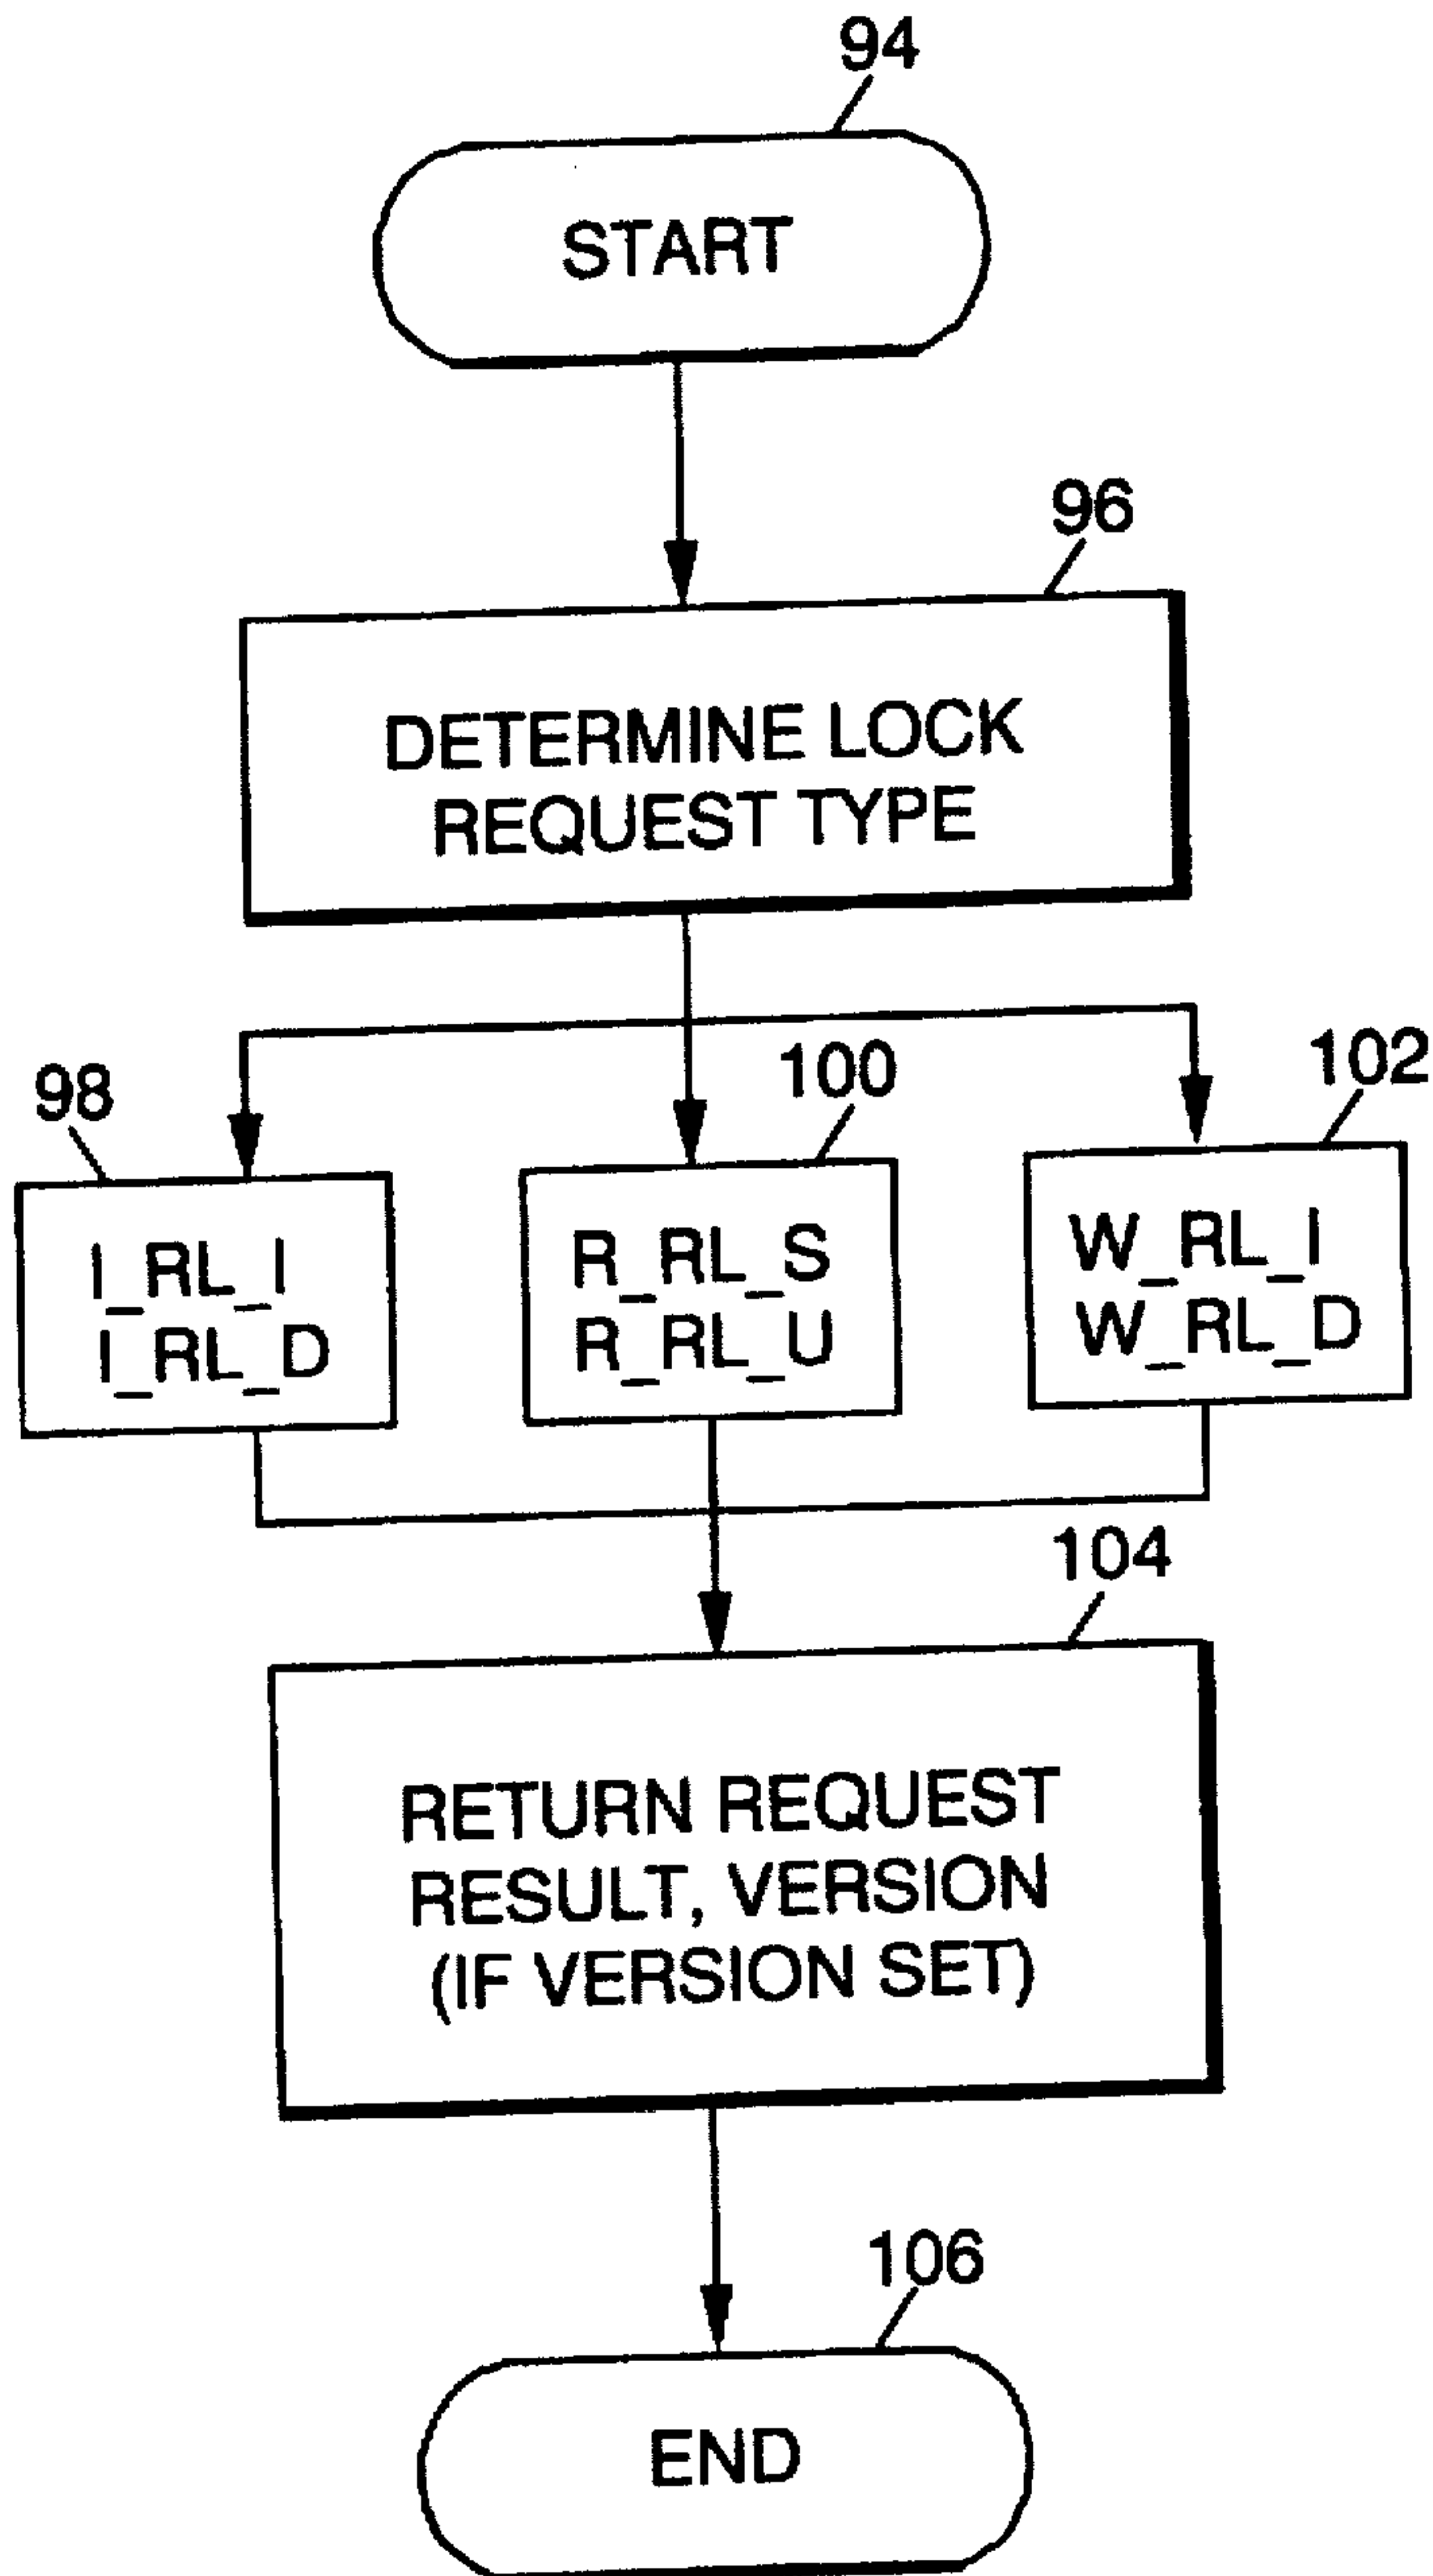 94
START
96
DETERMINE LOCK
REQUEST TYPE
98
100
102
I_RL_I
I_RL_D
R_RL_S
R_RL_U
W_RL_I
W_RL_D
104
RETURN REQUEST
RESULT, VERSION
(IF VERSION SET)
106
END